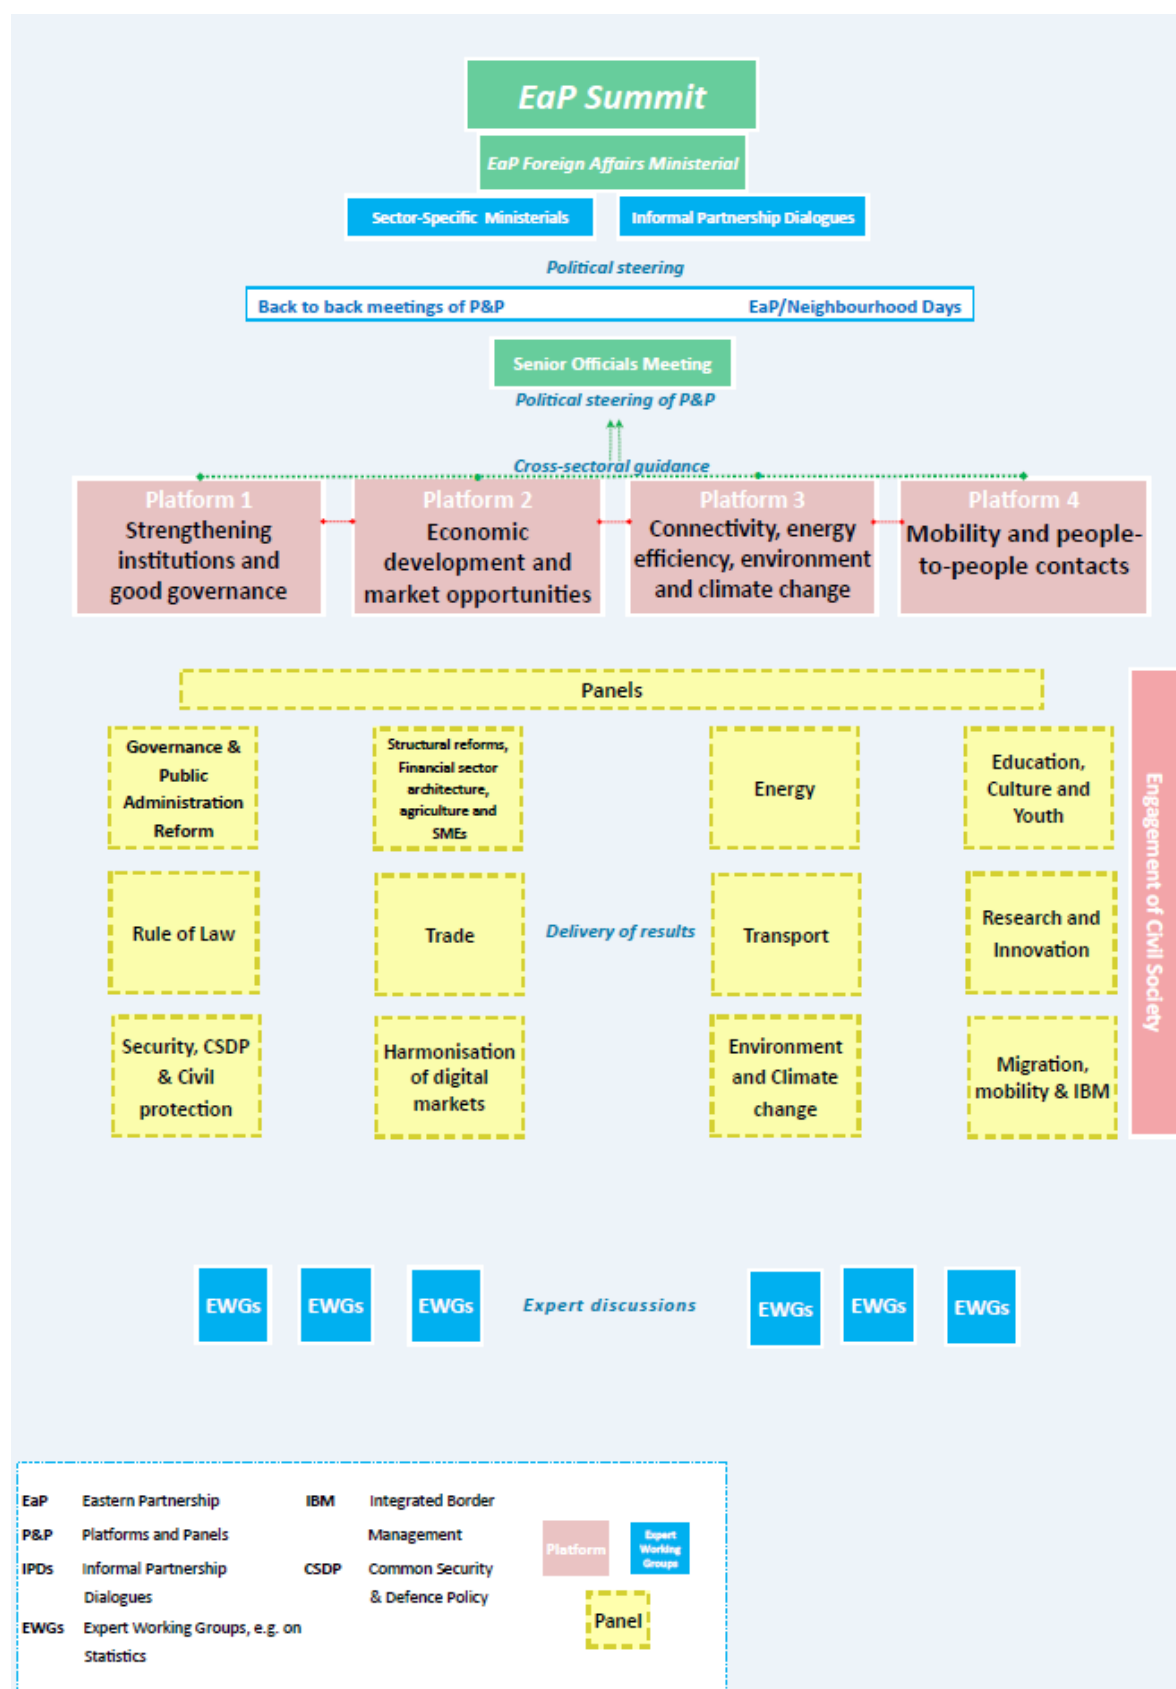 EaP Summit
EaP Foreign Affairs Ministerial
Sector-Specific Ministerials
Informal Partnership Dialogues
Political steering
Back to back meetings of P&P
EaP/Neighbourhood Days
Senior Officials Meeting
Political steering of P&P
Cross-sectoral guidance
Platform 1
Strengthening
institutions and
good governance
Platform 2
Economic
development and
market opportunities
Platform 3
Connectivity, energy
efficiency, environment
and climate change
Platform 4
Mobility and people-
to-people contacts
Panels
Governance &
Public
Administration
Reform
Structural reforms,
Financial sector
architecture,
agriculture and
SMEs
Energy
Education,
Culture and
Youth
Rule of Law
Trade
Delivery of results
Transport
Research and
Innovation
Security, CSDP
& Civil
protection
Harmonisation
of digital
markets
Environment
and Climate
change
Migration,
mobility & IBM
Engagement of Civil Society
EWGs
EWGs
EWGs
Expert discussions
EWGs
EWGs
EWGs
EaP Eastern Partnership
P&P Platforms and Panels
IPDs Informal Partnership
Dialogues
EWGs Expert Working Groups, e.g. on
Statistics
IBM Integrated Border
Management
CSDP Common Security
& Defence Policy
Platform
Expert
Working
Groups
Panel